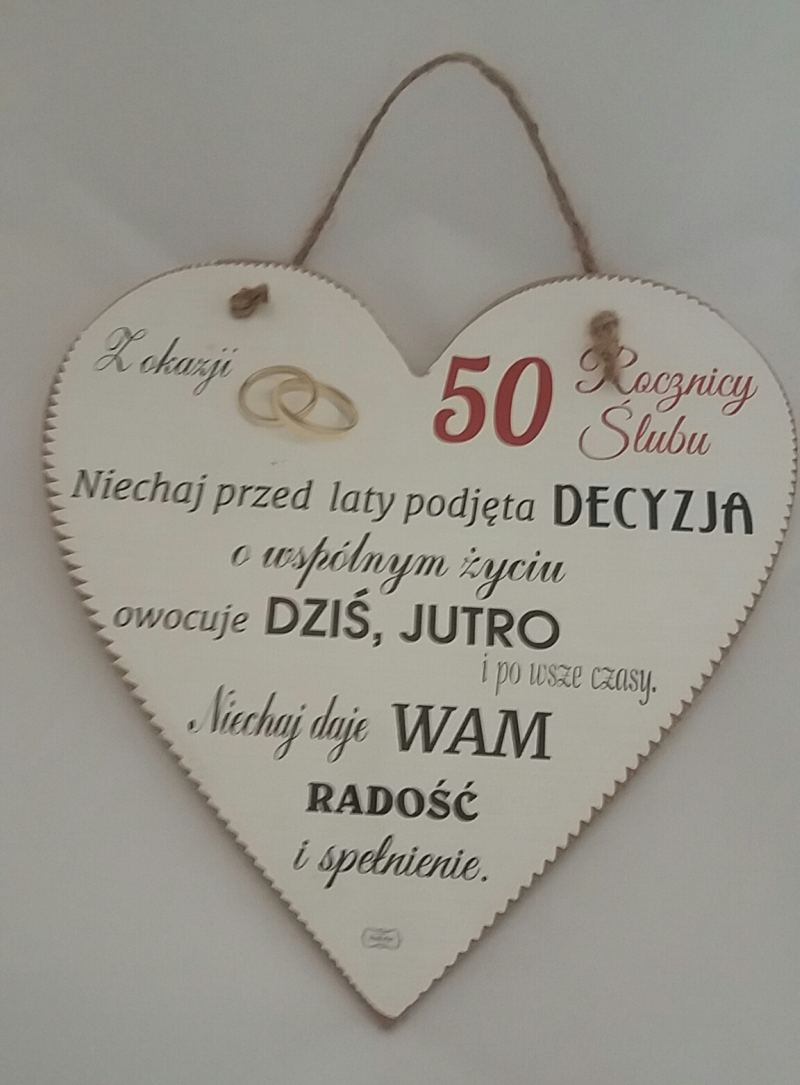 Z okazji 50 Rocznicy
Ślubu
Niechaj przed laty podjęta DECYZJA
o wspólnym życiu
owocuje DZIŚ, JUTRO
i po wsze czasy.
Niechaj daje WAM
RADOŚĆ
i spełnienie.